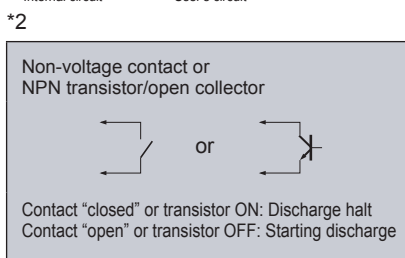 *2
Non-voltage contact or
NPN transistor/open collector
or
Contact “closed” or transistor ON: Discharge halt
Contact “open” or transistor OFF: Starting discharge